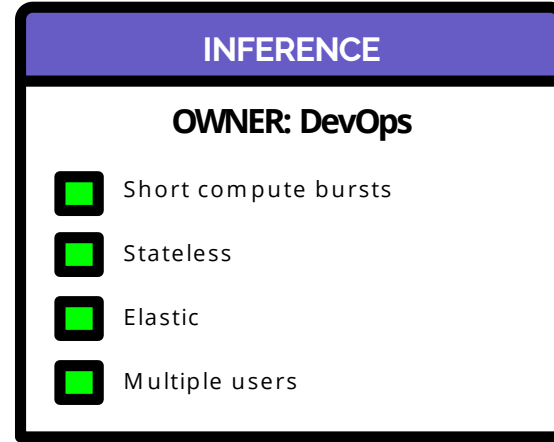 INFERENCE
OWNER: DevOps
Short compute bursts
Stateless
Elastic
Multiple users